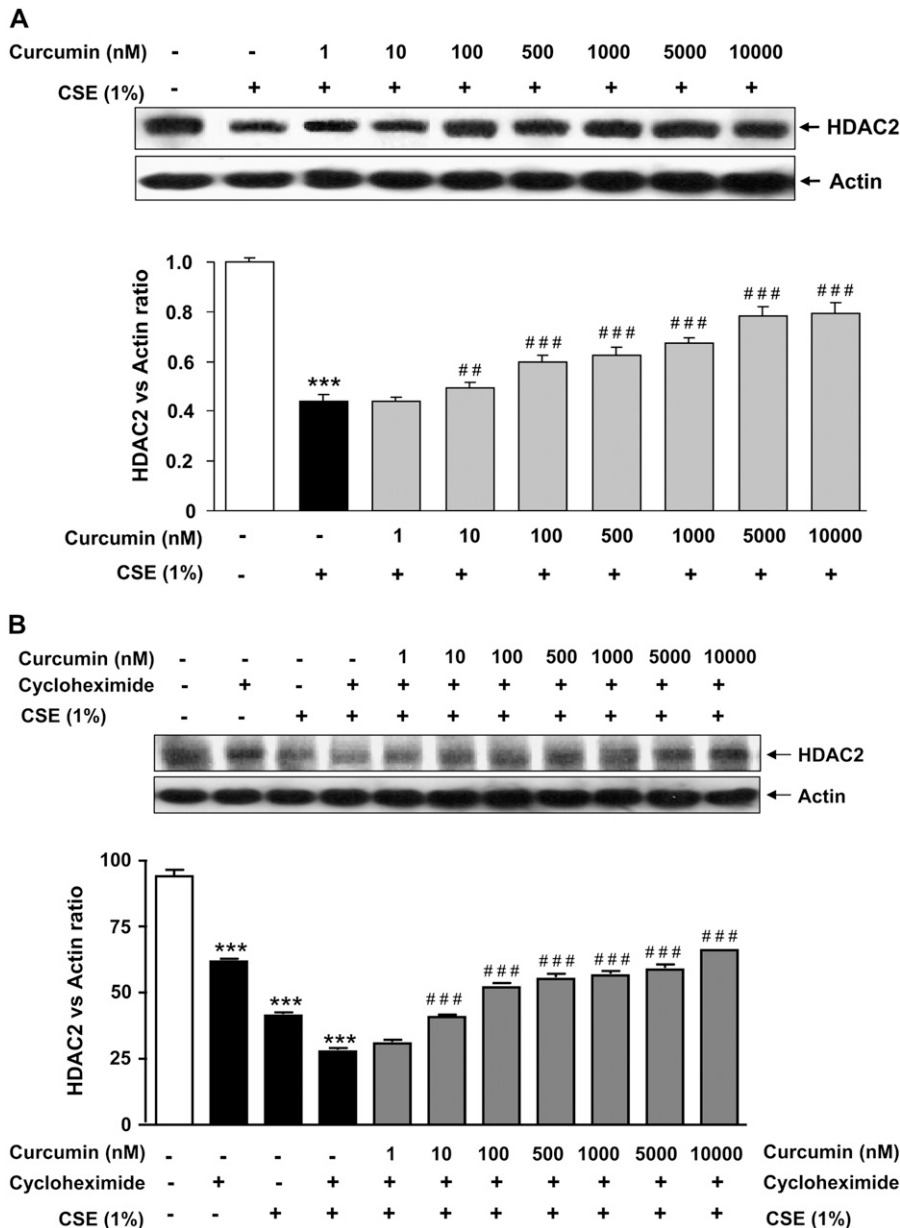 A
Curcumin (nM) - - 1 10 100 500 1000 5000 10000
CSE (1%) - + + + + + + + +
HDAC2
Actin
HDAC2 vs Actin ratio
1.0
0.8
0.6
0.4
0.2
0
*** ## ### ### ### ### ###
Curcumin (nM) - - 1 10 100 500 1000 5000 10000
CSE (1%) - + + + + + + + +
B
Curcumin (nM) - - - - 1 10 100 500 1000 5000 10000
Cycloheximide - + - + + + + + + + +
CSE (1%) - - + + + + + + + + +
HDAC2
Actin
HDAC2 vs Actin ratio
100
75
50
25
0
*** *** *** ### ### ### ### ### ###
Curcumin (nM) - - - - 1 10 100 500 1000 5000 10000 Curcumin (nM)
Cycloheximide - + - + + + + + + + + Cycloheximide
CSE (1%) - - + + + + + + + + + CSE (1%)